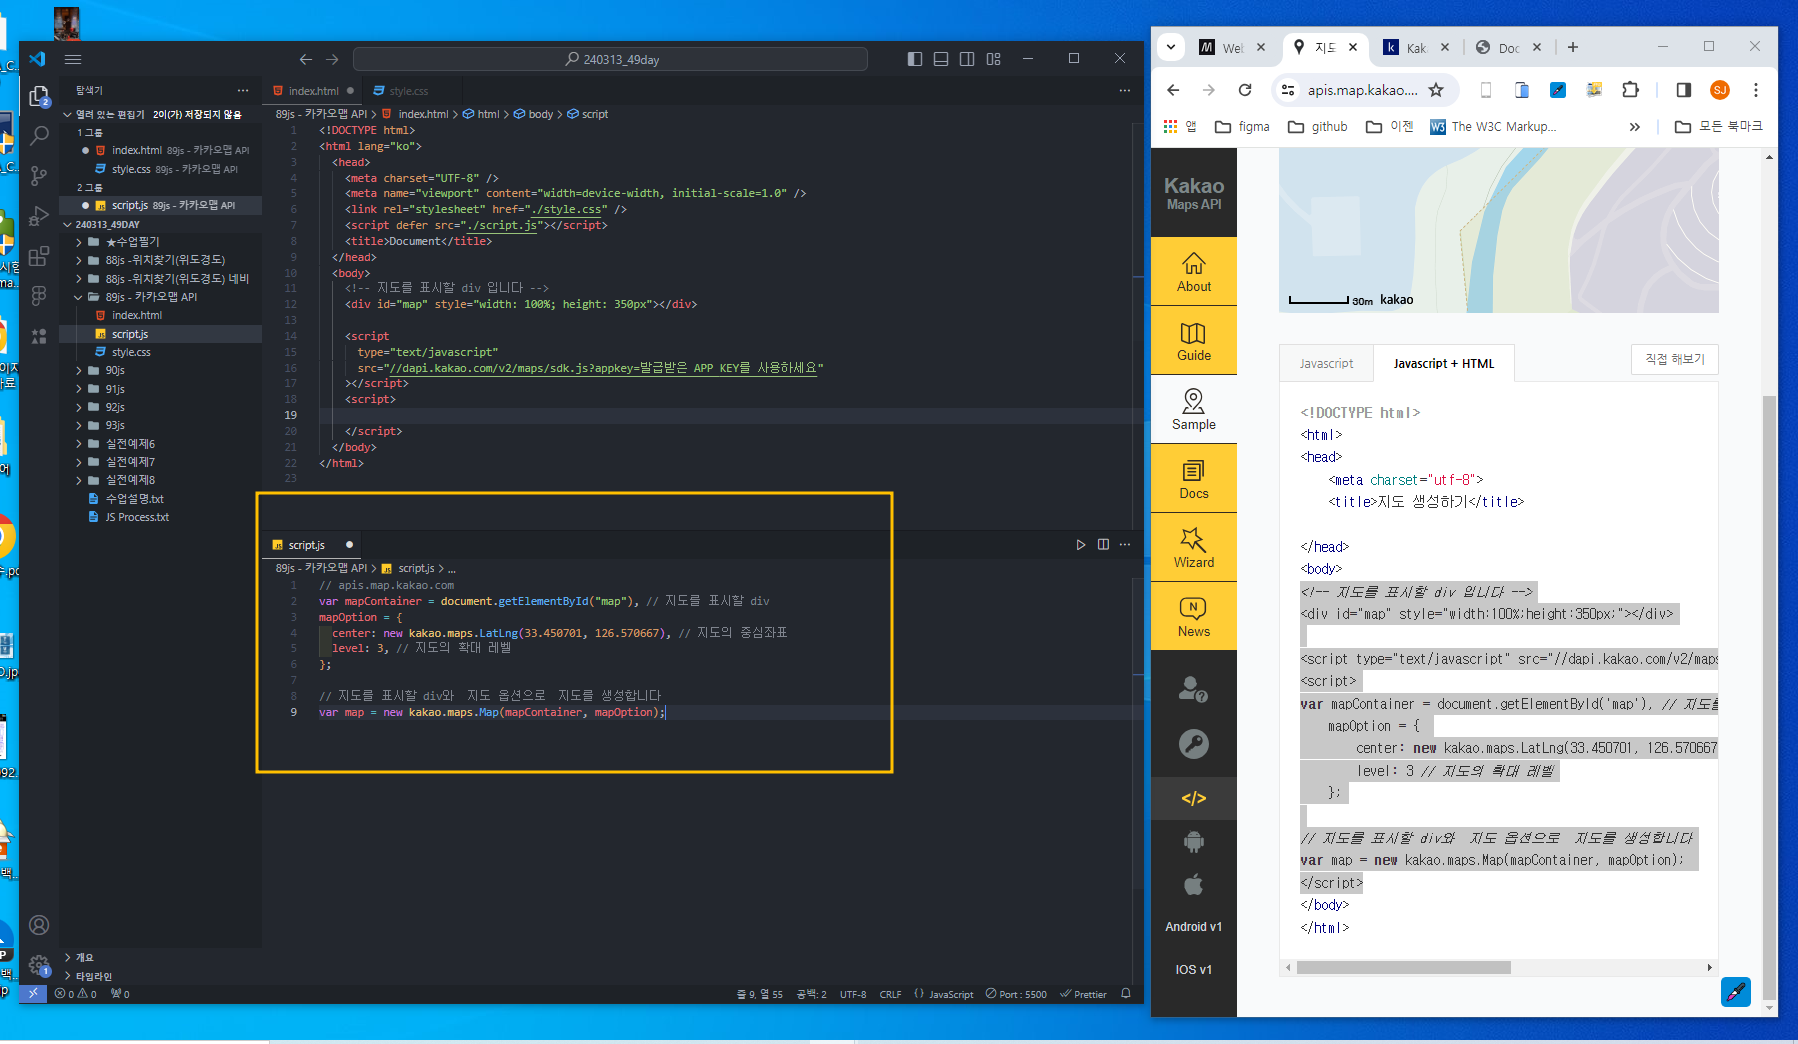 240313_49day
탐색기
열려 있는 편집기 2이(가) 저장되지 않음
1 그룹
index.html 89js - 카카오맵 API
style.css 89js - 카카오맵 API
2 그룹
script.js 89js - 카카오맵 API
240313_49DAY
★수업필기
88js -위치찾기(위도경도)
88js -위치찾기(위도경도) 네비
89js - 카카오맵 API
index.html
script.js
style.css
90js
91js
92js
93js
실전예제6
실전예제7
실전예제8
수업설명.txt
JS Process.txt
개요
타임라인
index.html
style.css
89js - 카카오맵 API > index.html > html > body > script
1 <!DOCTYPE html>
2 <html lang="ko">
3 <head>
4 <meta charset="UTF-8" />
5 <meta name="viewport" content="width=device-width, initial-scale=1.0" />
6 <link rel="stylesheet" href="./style.css" />
7 <script defer src="./script.js"></script>
8 <title>Document</title>
9 </head>
10 <body>
11 <!-- 지도를 표시할 div 입니다 -->
12 <div id="map" style="width: 100%; height: 350px"></div>
13
14 <script
15 type="text/javascript"
16 src="//dapi.kakao.com/v2/maps/sdk.js?appkey=발급받은 APP KEY를 사용하세요"
17 ></script>
18 <script>
19
20 </script>
21 </body>
22 </html>
23
script.js
89js - 카카오맵 API > script.js > ...
1 // apis.map.kakao.com
2 var mapContainer = document.getElementById("map"), // 지도를 표시할 div
3 mapOption = {
4 center: new kakao.maps.LatLng(33.450701, 126.570667), // 지도의 중심좌표
5 level: 3, // 지도의 확대 레벨
6 };
7
8 // 지도를 표시할 div와  지도 옵션으로  지도를 생성합니다
9 var map = new kakao.maps.Map(mapContainer, mapOption);
0 0 0
줄 9, 열 55 공백: 2 UTF-8 CRLF JavaScript Port : 5500 Prettier
Wel
지도
Kak
Doc
apis.map.kakao....
SJ
앱 figma github 이젠 The W3C Markup... » 모든 북마크
Kakao
Maps API
About
Guide
Sample
Docs
Wizard
News
Android v1
IOS v1
30m kakao
Javascript
Javascript + HTML
직접 해보기
<!DOCTYPE html>
<html>
<head>
<meta charset="utf-8">
<title>지도 생성하기</title>
</head>
<body>
<!-- 지도를 표시할 div 입니다 -->
<div id="map" style="width:100%;height:350px;"></div>
<script type="text/javascript" src="//dapi.kakao.com/v2/maps
<script>
var mapContainer = document.getElementById('map'), // 지도를
mapOption = {
center: new kakao.maps.LatLng(33.450701, 126.570667
level: 3 // 지도의 확대 레벨
};
// 지도를 표시할 div와  지도 옵션으로  지도를 생성합니다
var map = new kakao.maps.Map(mapContainer, mapOption);
</script>
</body>
</html>